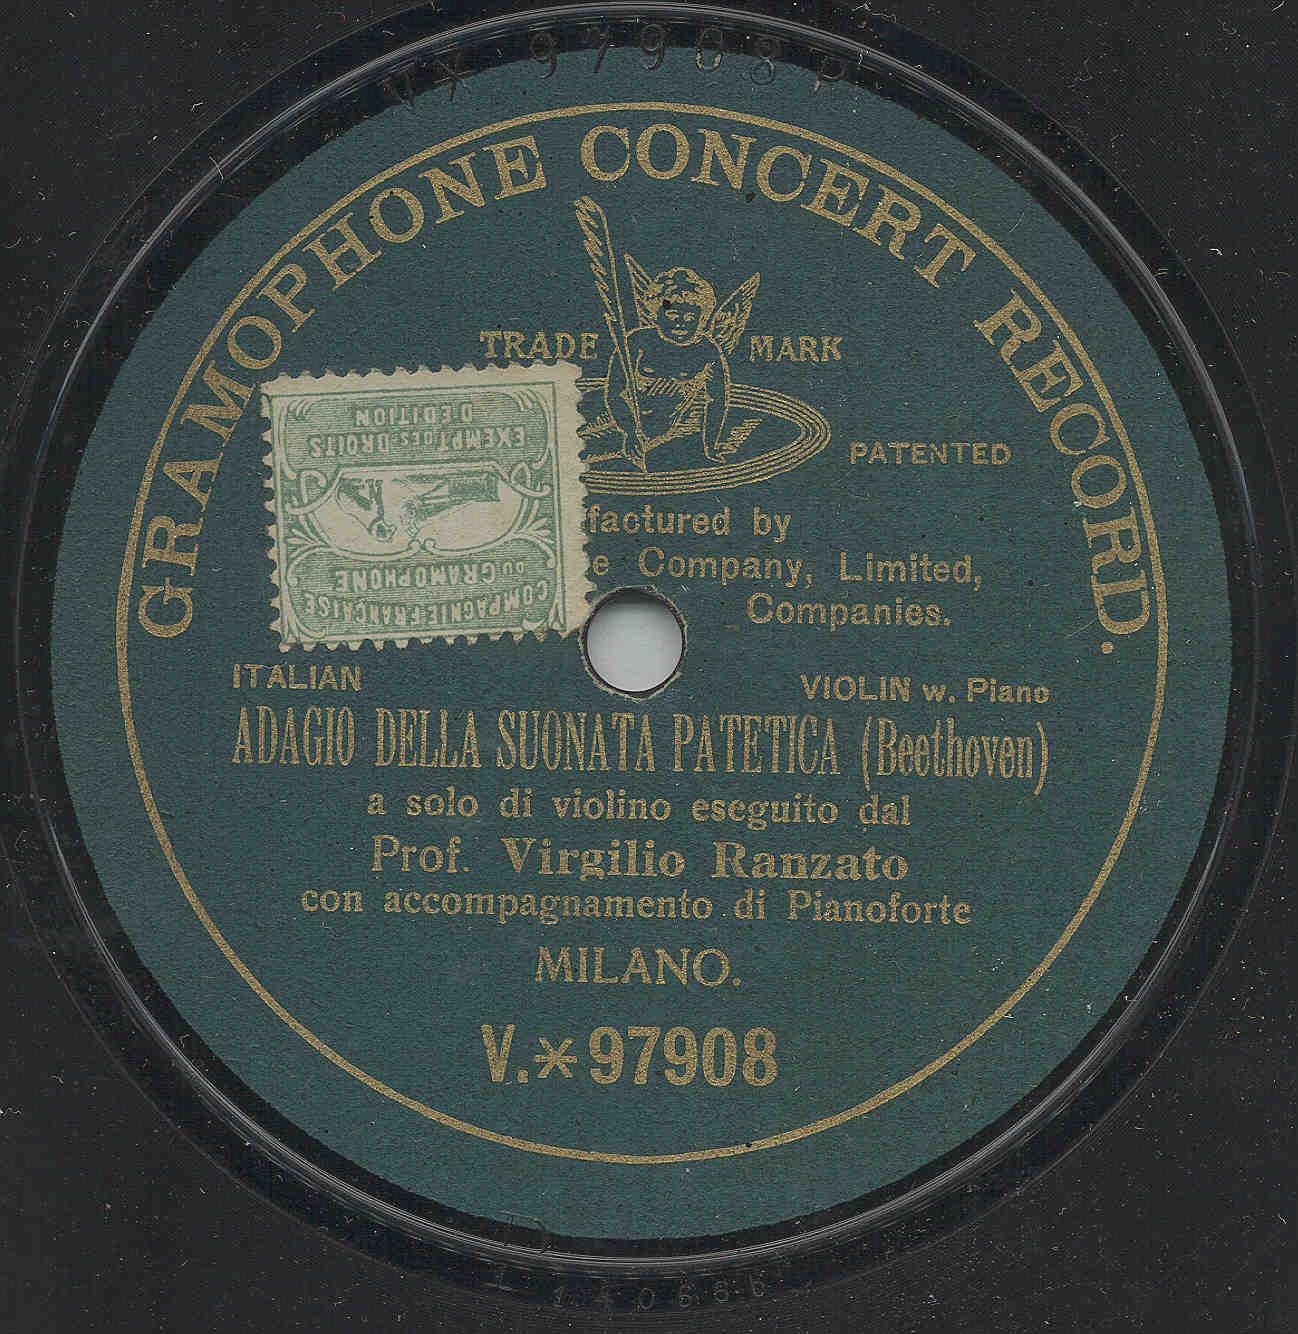 VX 97908
GRAMOPHONE CONCERT RECORD.
TRADE MARK
PATENTED
factured by
e Company, Limited,
Companies.
COMPAGNIE FRANÇAISE
DU GRAMOPHONE
EXEMPT DES DROITS
D'EDITION
ITALIAN
VIOLIN w. Piano
ADAGIO DELLA SUONATA PATETICA (Beethoven)
a solo di violino eseguito dal
Prof. Virgilio Ranzato
con accompagnamento di Pianoforte
MILANO.
V.*97908